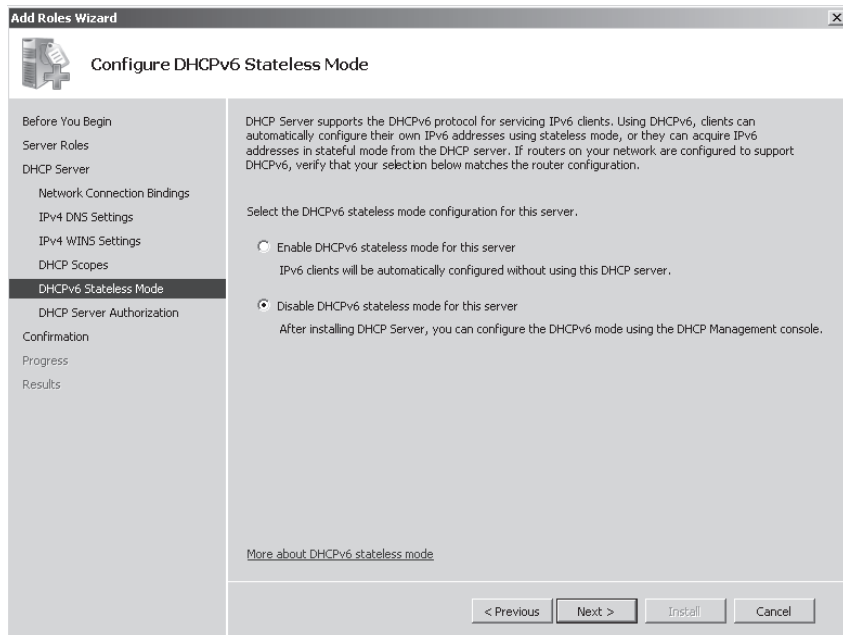 Add Roles Wizard
Configure DHCPv6 Stateless Mode
Before You Begin
Server Roles
DHCP Server
Network Connection Bindings
IPv4 DNS Settings
IPv4 WINS Settings
DHCP Scopes
DHCPv6 Stateless Mode
DHCP Server Authorization
Confirmation
Progress
Results
DHCP Server supports the DHCPv6 protocol for servicing IPv6 clients. Using DHCPv6, clients can
automatically configure their own IPv6 addresses using stateless mode, or they can acquire IPv6
addresses in stateful mode from the DHCP server. If routers on your network are configured to support
DHCPv6, verify that your selection below matches the router configuration.
Select the DHCPv6 stateless mode configuration for this server.
Enable DHCPv6 stateless mode for this server
IPv6 clients will be automatically configured without using this DHCP server.
Disable DHCPv6 stateless mode for this server
After installing DHCP Server, you can configure the DHCPv6 mode using the DHCP Management console.
More about DHCPv6 stateless mode
< Previous
Next >
Install
Cancel